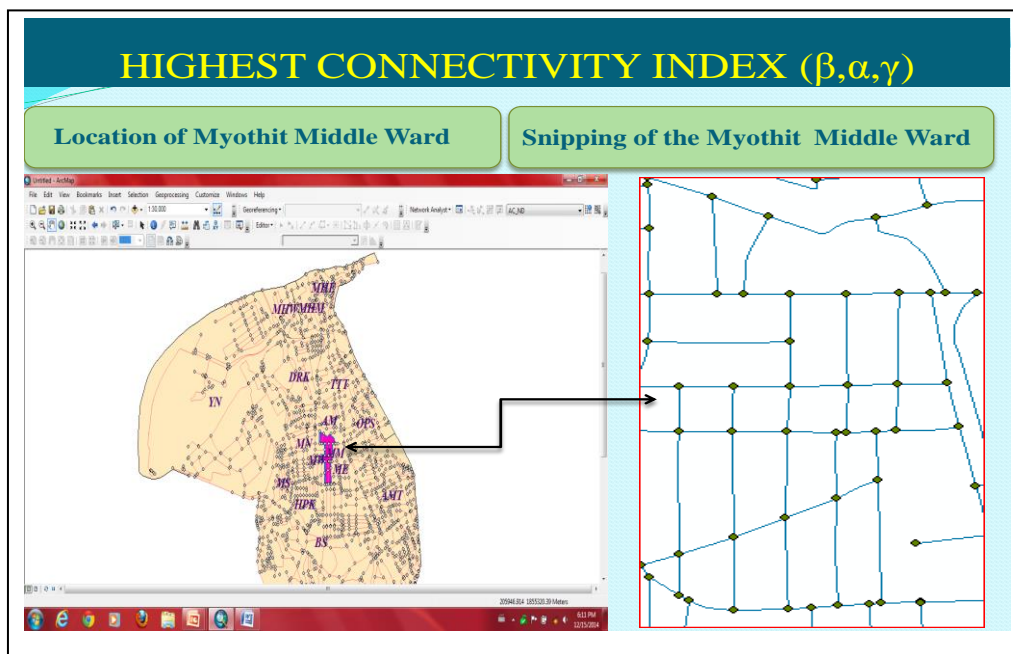 HIGHEST CONNECTIVITY INDEX (β,α,γ)
Location of Myothit Middle Ward
Snipping of the Myothit Middle Ward
Untitled - ArcMap
File Edit View Bookmarks Insert Selection Geoprocessing Customize Windows Help
1:30,000
Georeferencing
Network Analyst
AC_ND
Editor
MHE
MHWMHM
DRK
TTT
YN
AM
OPS
MN
MM
ME
MS
AMT
HPK
BS
205948.814 1855320.39 Meters
6:11 PM
12/15/2014